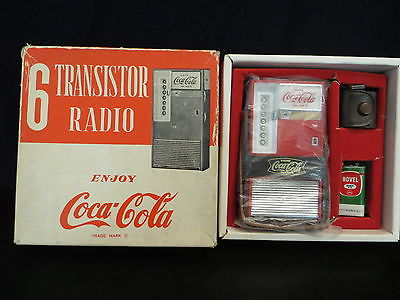 6 TRANSISTOR
RADIO
ENJOY
Coca-Cola
TRADE MARK ®
Coca-Cola
Coca-Cola
Coca-Cola
NOVEL